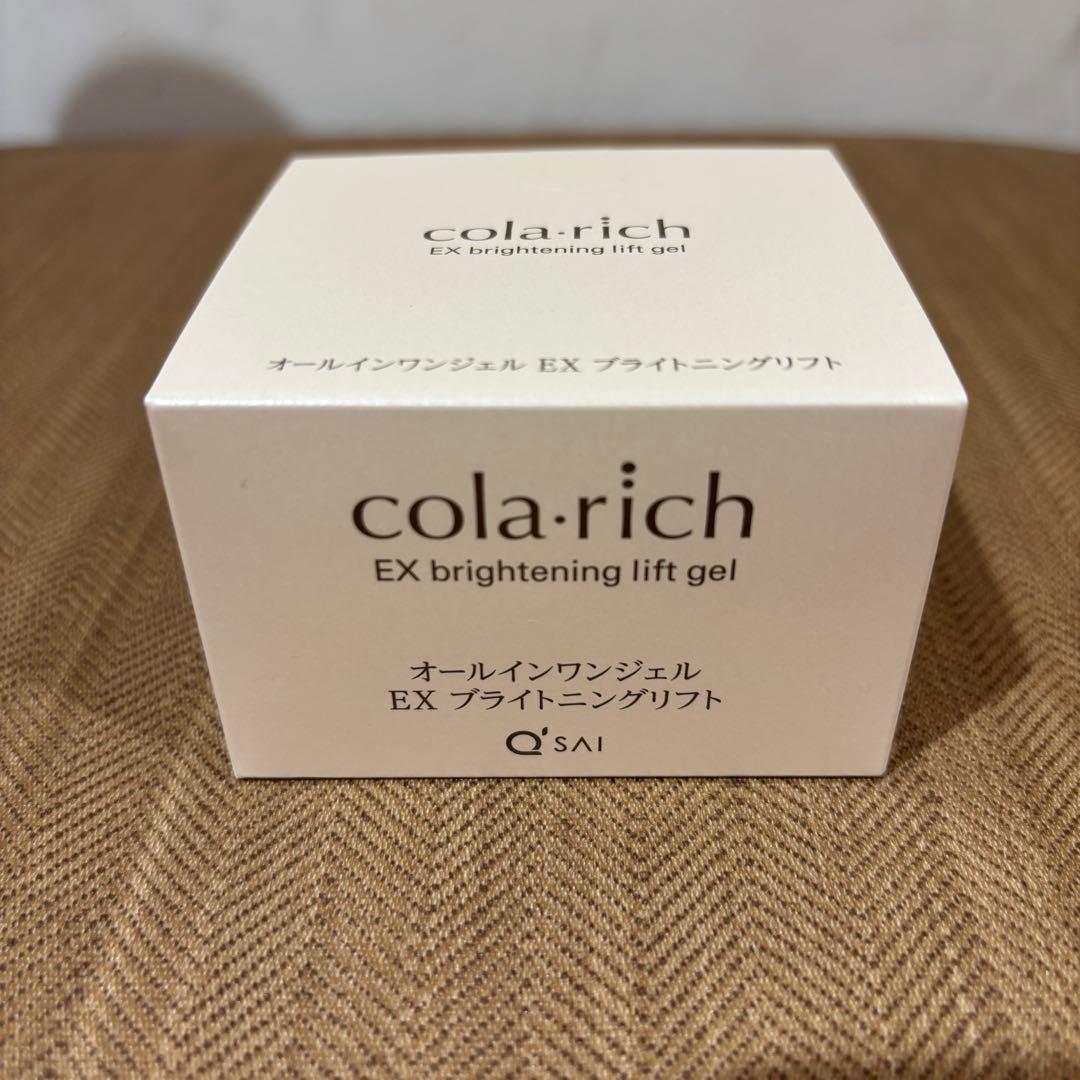 cola·rich
EX brightening lift gel
オールインワンジェル EX ブライトニングリフト
cola·rich
EX brightening lift gel
オールインワンジェル
EX ブライトニングリフト
Q'SAI